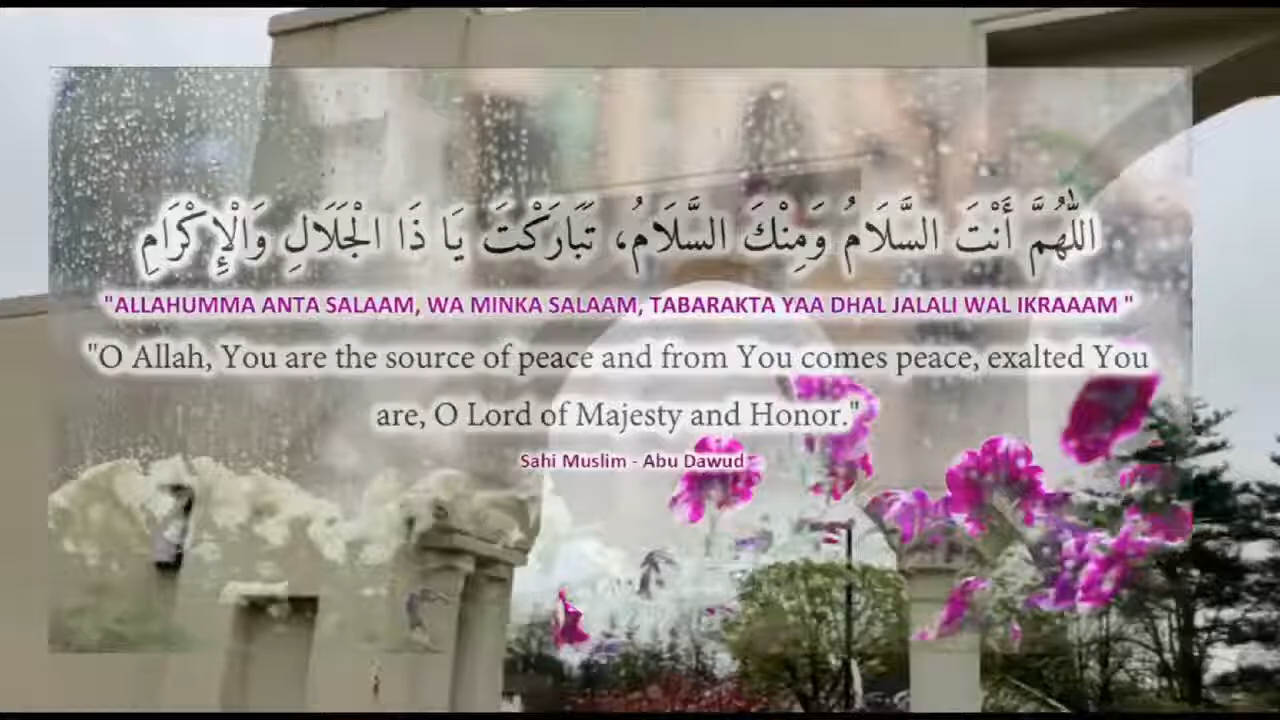 اللّٰهُمَّ أَنْتَ السَّلَامُ وَمِنْكَ السَّلَامُ، تَبَارَكْتَ يَا ذَا الْجَلَالِ وَالْإِكْرَامِ
"ALLAHUMMA ANTA SALAAM, WA MINKA SALAAM, TABARAKTA YAA DHAL JALALI WAL IKRAAAM "
"O Allah, You are the source of peace and from You comes peace, exalted You
are, O Lord of Majesty and Honor."
Sahi Muslim - Abu Dawud